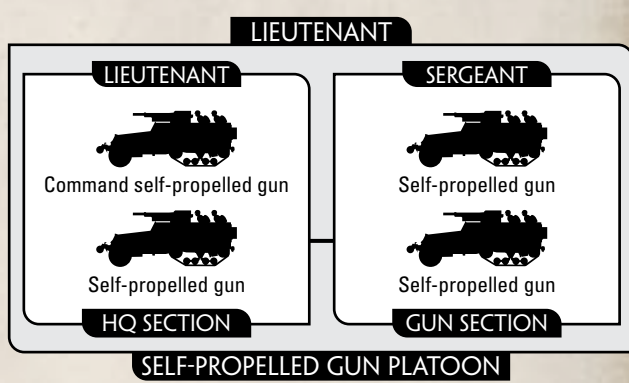 LIEUTENANT
LIEUTENANT
Command self-propelled gun
Self-propelled gun
HQ SECTION
SERGEANT
Self-propelled gun
Self-propelled gun
GUN SECTION
SELF-PROPELLED GUN PLATOON